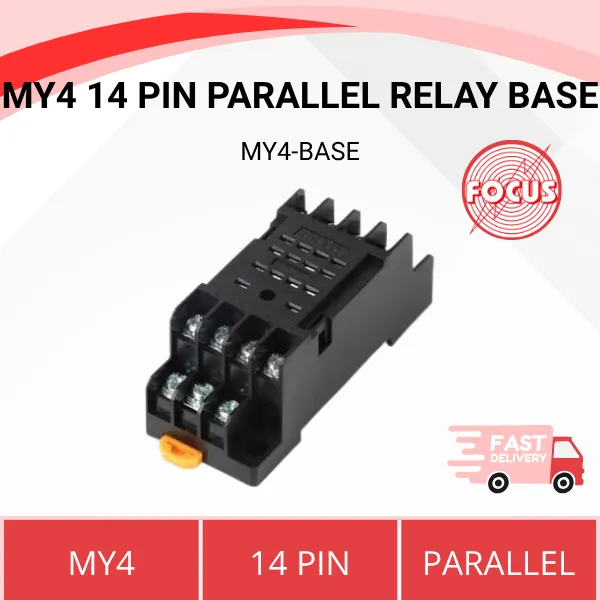 MY4 14 PIN PARALLEL RELAY BASE
MY4-BASE
FOCUS
FAST
DELIVERY
MY4
14 PIN
PARALLEL